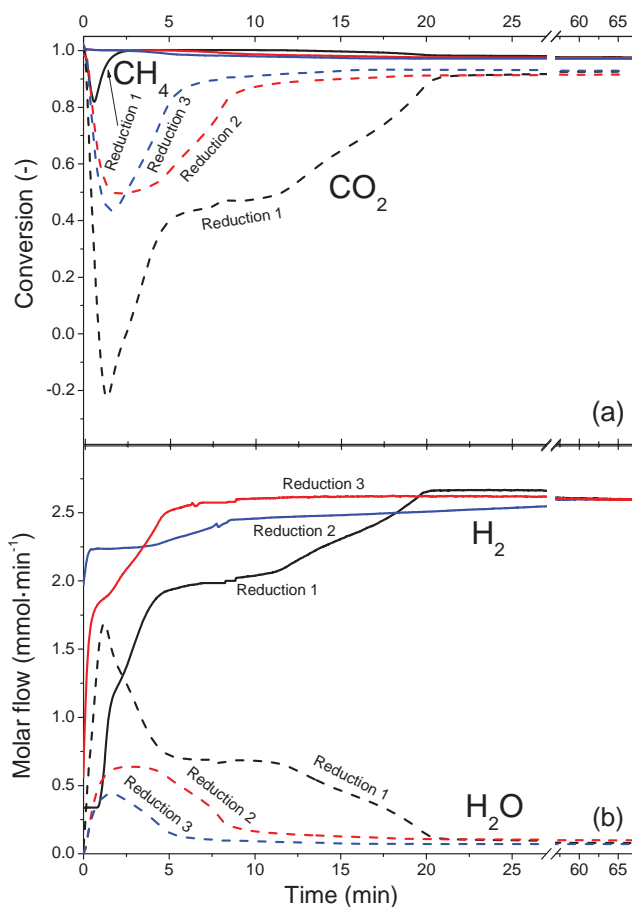 0 5 10 15 20 25 60 65
1.0
0.8
0.6
0.4
0.2
0.0
-0.2
Conversion (-)
CH4
Reduction 1
Reduction 3
Reduction 2
Reduction 1
CO2
(a)
2.5
2.0
1.5
1.0
0.5
0.0
Molar flow (mmol·min-1)
Reduction 3
Reduction 2
Reduction 1
H2
Reduction 1
Reduction 2
Reduction 3
H2O
(b)
0 5 10 15 20 25 60 65
Time (min)